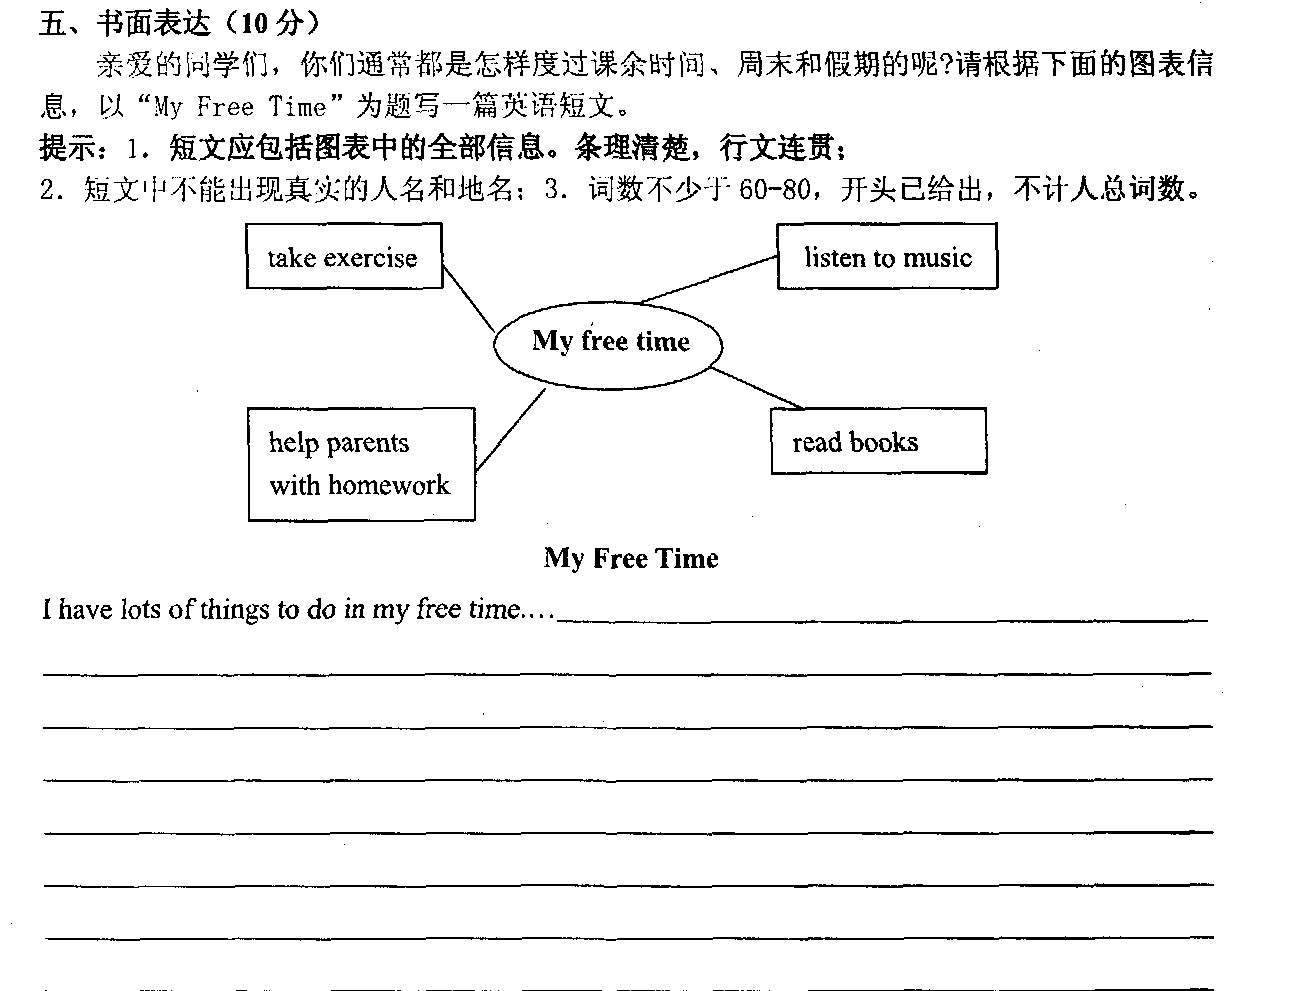 五、书面表达（10 分）
亲爱的同学们，你们通常都是怎样度过课余时间、周末和假期的呢?请根据下面的图表信
息，以“My Free Time”为题写一篇英语短文。
提示：1．短文应包括图表中的全部信息。条理清楚，行文连贯；
2．短文中不能出现真实的人名和地名；3．词数不少于 60-80，开头已给出，不计人总词数。
take exercise
listen to music
My free time
help parents
with homework
read books
My Free Time
I have lots of things to do in my free time....